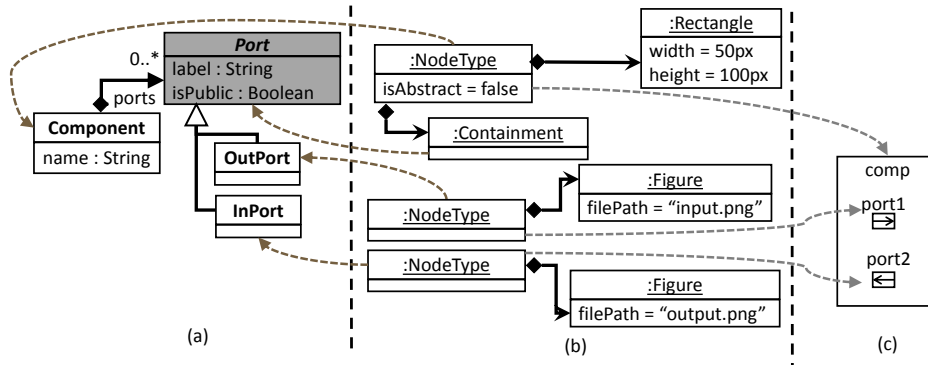 Port
label : String
isPublic : Boolean
0..*
ports
Component
name : String
OutPort
InPort
(a)
:NodeType
isAbstract = false
:Rectangle
width = 50px
height = 100px
:Containment
:NodeType
:Figure
filePath = “input.png”
:NodeType
:Figure
filePath = “output.png”
(b)
comp
port1
port2
(c)